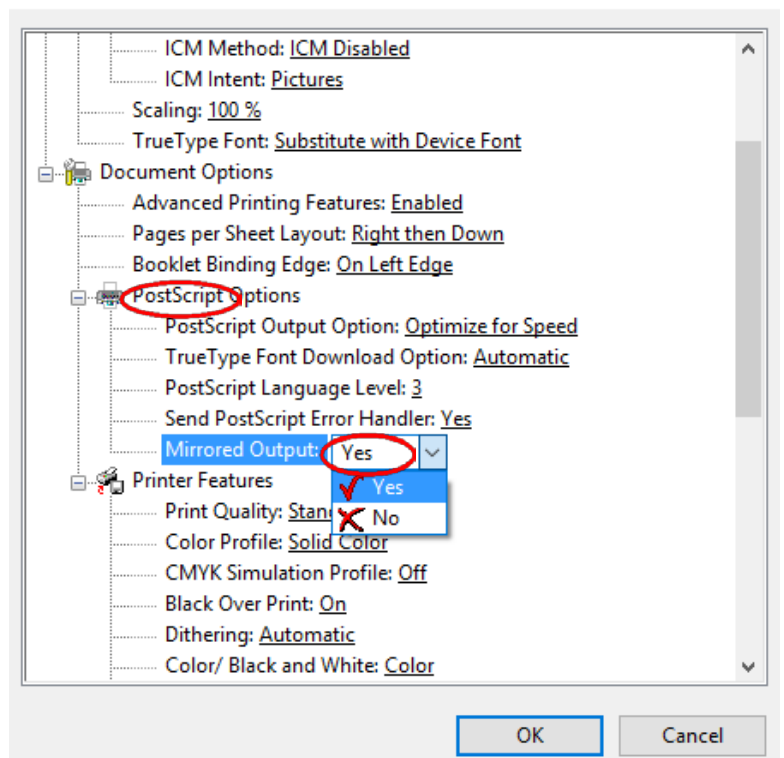 ICM Method: ICM Disabled
ICM Intent: Pictures
Scaling: 100 %
TrueType Font: Substitute with Device Font
Document Options
Advanced Printing Features: Enabled
Pages per Sheet Layout: Right then Down
Booklet Binding Edge: On Left Edge
PostScript Options
PostScript Output Option: Optimize for Speed
TrueType Font Download Option: Automatic
PostScript Language Level: 3
Send PostScript Error Handler: Yes
Mirrored Output: Yes
Yes
Printer Features
No
Print Quality:
Color Profile: Solid Color
CMYK Simulation Profile: Off
Black Over Print: On
Dithering: Automatic
Color/ Black and White: Color
OK Cancel